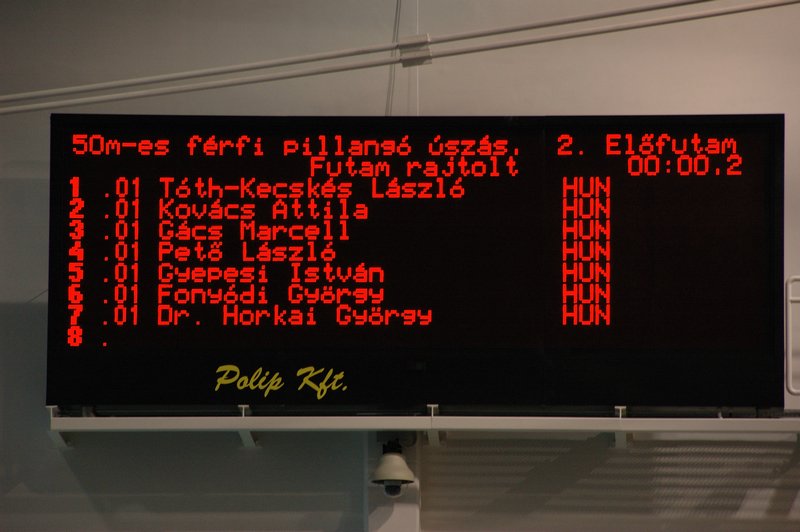 50m-es férfi pillangó úszás, 2. Előfutam
Futam rajtolt 00:00.2
1 .01 Tóth-Kecskés László HUN
2 .01 Kovács Attila HUN
3 .01 Gács Marcell HUN
4 .01 Pető László HUN
5 .01 Gyepesi István HUN
6 .01 Fonyódi György HUN
7 .01 Dr. Horkai György HUN
8 .
Polip Kft.